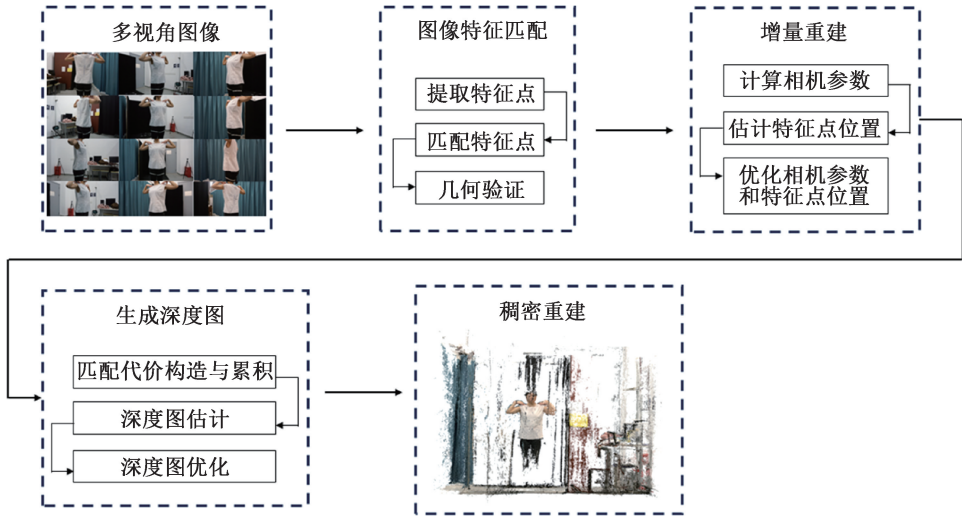 多视角图像
图像特征匹配
提取特征点
匹配特征点
几何验证
增量重建
计算相机参数
估计特征点位置
优化相机参数
和特征点位置
生成深度图
匹配代价构造与累积
深度图估计
深度图优化
稠密重建